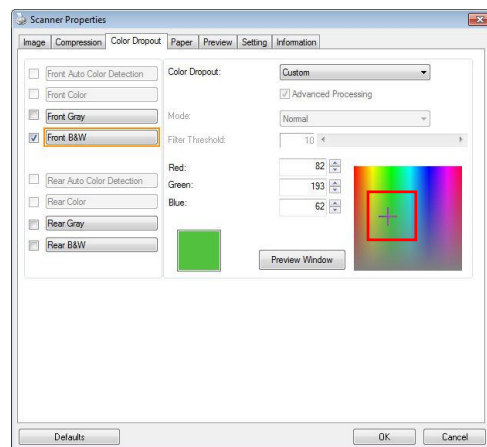 Scanner Properties
Image Compression Color Dropout Paper Preview Setting Information
Front Auto Color Detection
Front Color
Front Gray
Front B&W
Rear Auto Color Detection
Rear Color
Rear Gray
Rear B&W
Color Dropout: Custom
Advanced Processing
Mode: Normal
Filter Threshold: 10
Red: 82
Green: 193
Blue: 62
Preview Window
Defaults OK Cancel